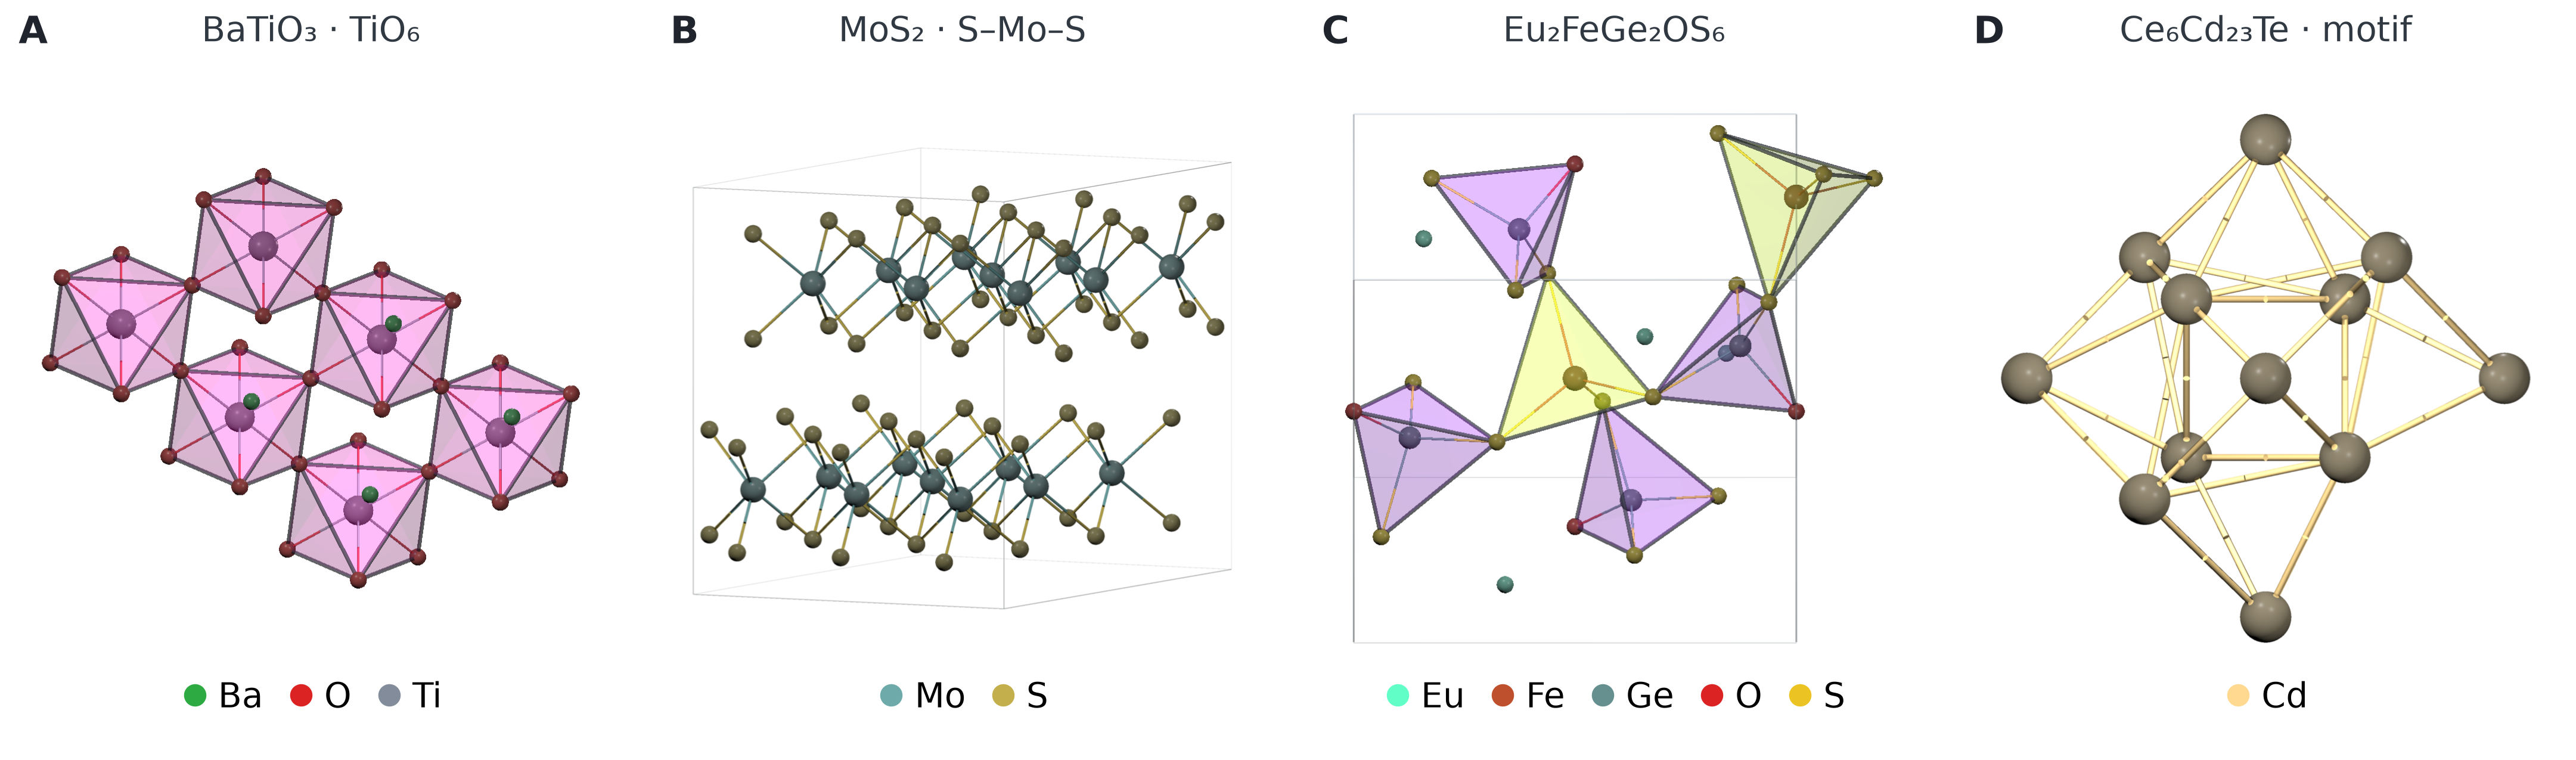 A BaTiO₃ · TiO₆
B MoS₂ · S–Mo–S
C Eu₂FeGe₂OS₆
D Ce₆Cd₂₃Te · motif
Ba O Ti
Mo S
Eu Fe Ge O S
Cd